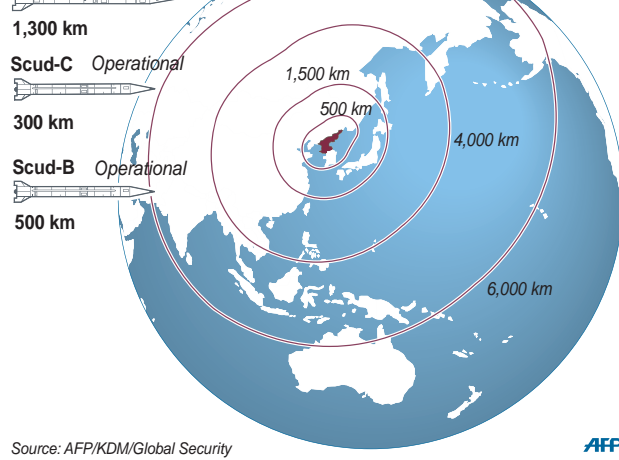 1,300 km
Scud-C Operational
300 km
Scud-B Operational
500 km
1,500 km
500 km
4,000 km
6,000 km
Source: AFP/KDM/Global Security
AFP